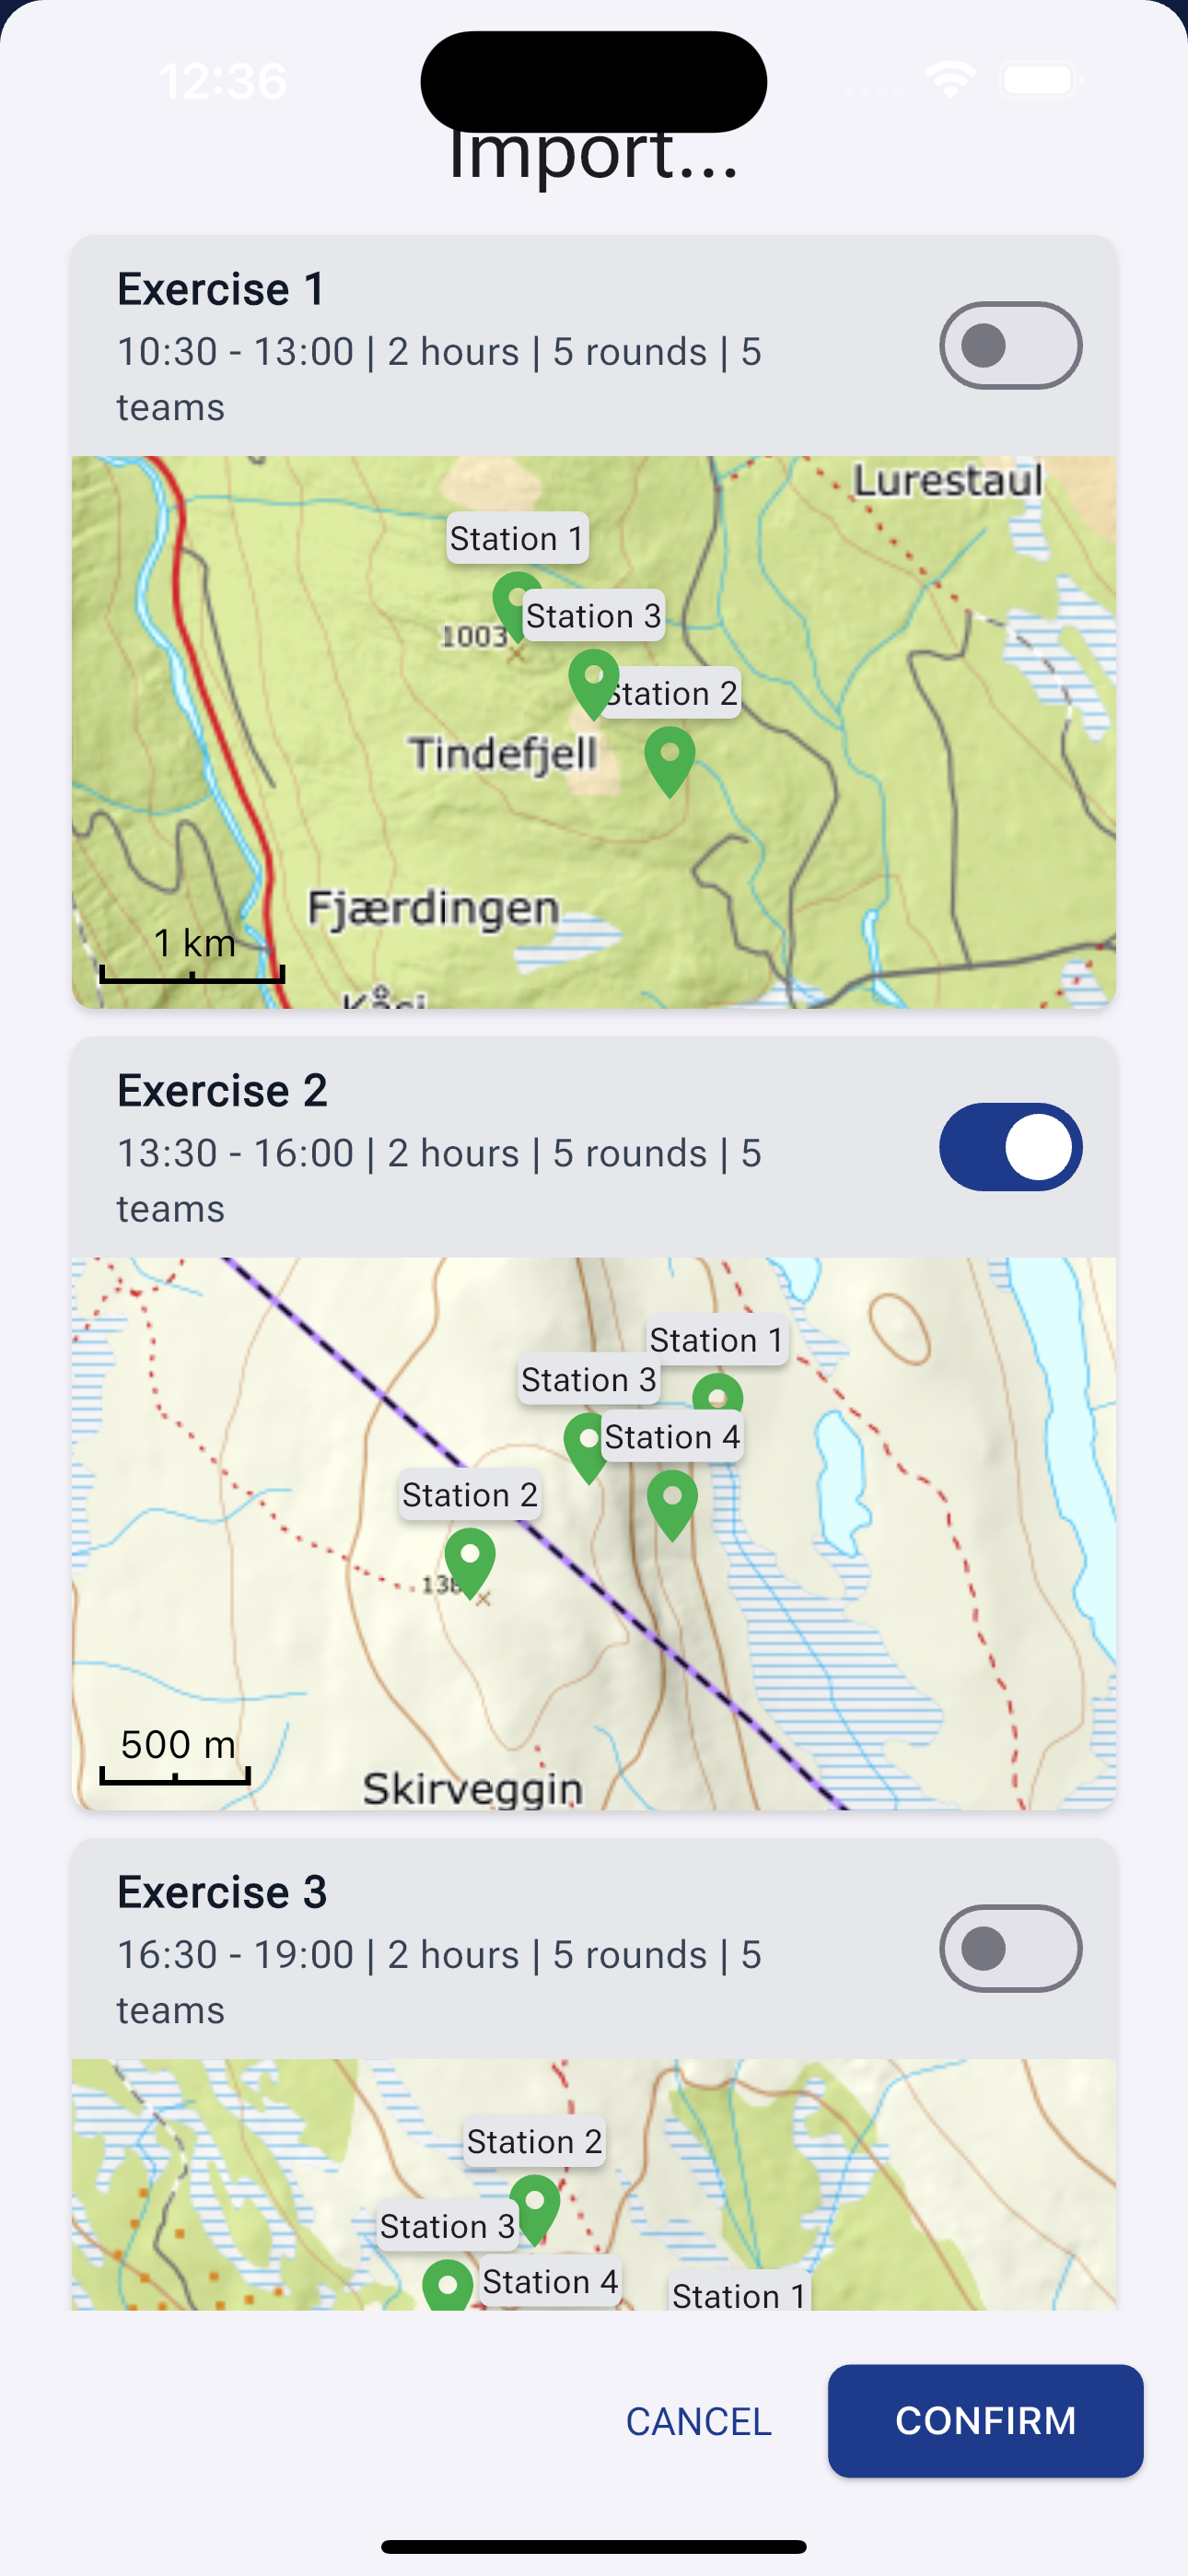 12:36
Import...
Exercise 1
10:30 - 13:00 | 2 hours | 5 rounds | 5
teams
Lurestaul
Station 1
Station 3
1003
Station 2
Tindefjell
Fjærdingen
1 km
Exercise 2
13:30 - 16:00 | 2 hours | 5 rounds | 5
teams
Station 1
Station 3
Station 4
Station 2
500 m
Skirveggin
Exercise 3
16:30 - 19:00 | 2 hours | 5 rounds | 5
teams
Station 2
Station 3
Station 4
Station 1
CANCEL
CONFIRM